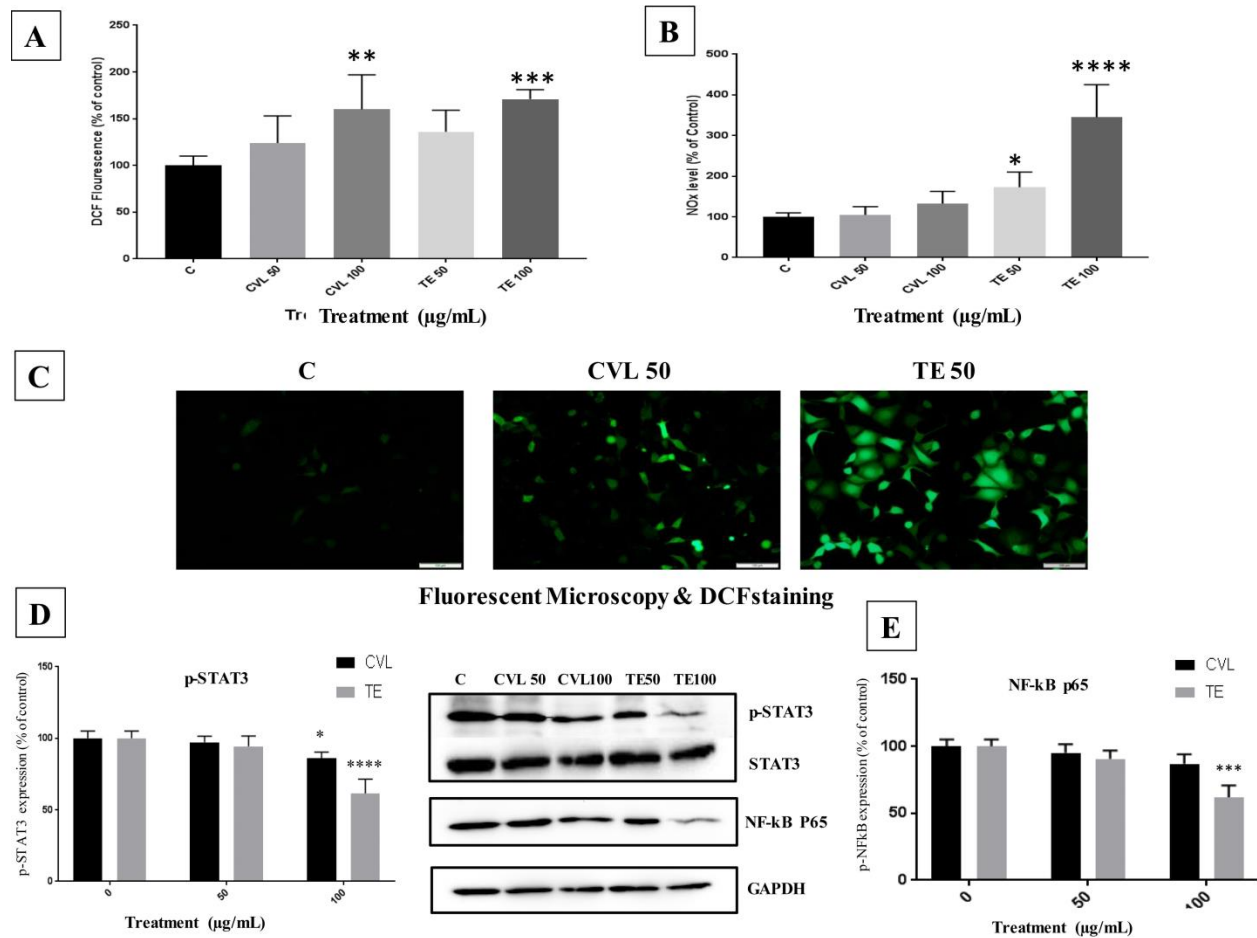 A
250
200
150
100
50
0
DCF Flourescence (% of control)
**
***
C
CVL 50
CVL 100
TE 50
TE 100
Tre Treatment (μg/mL)
B
500
400
300
200
100
0
NOx level (% of Control)
*
****
C
CVL 50
CVL 100
TE 50
TE 100
Treatment (μg/mL)
C
C
CVL 50
TE 50
Fluorescent Microscopy & DCFstaining
D
p-STAT3
CVL
TE
150
100
50
0
p-STAT3 expression (% of control)
*
****
0
50
100
Treatment (μg/mL)
C CVL 50 CVL100 TE50 TE100
p-STAT3
STAT3
NF-kB P65
GAPDH
E
NF-kB p65
CVL
TE
150
100
50
0
p-NFkB expression (% of control)
***
0
50
100
Treatment (μg/mL)